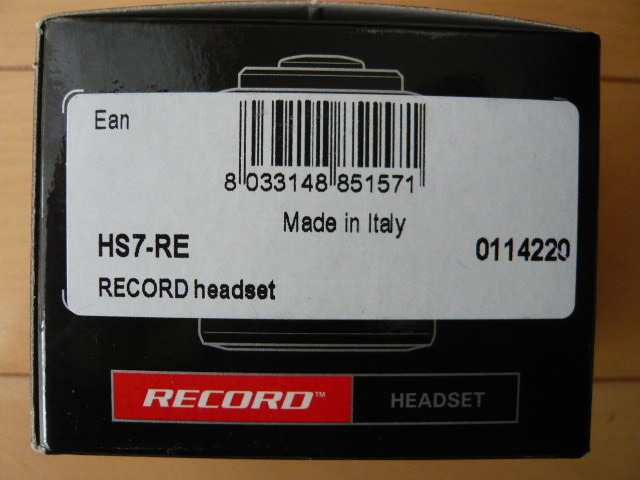 Ean
8 033148 851571
Made in Italy
HS7-RE
0114220
RECORD headset
RECORD™
HEADSET